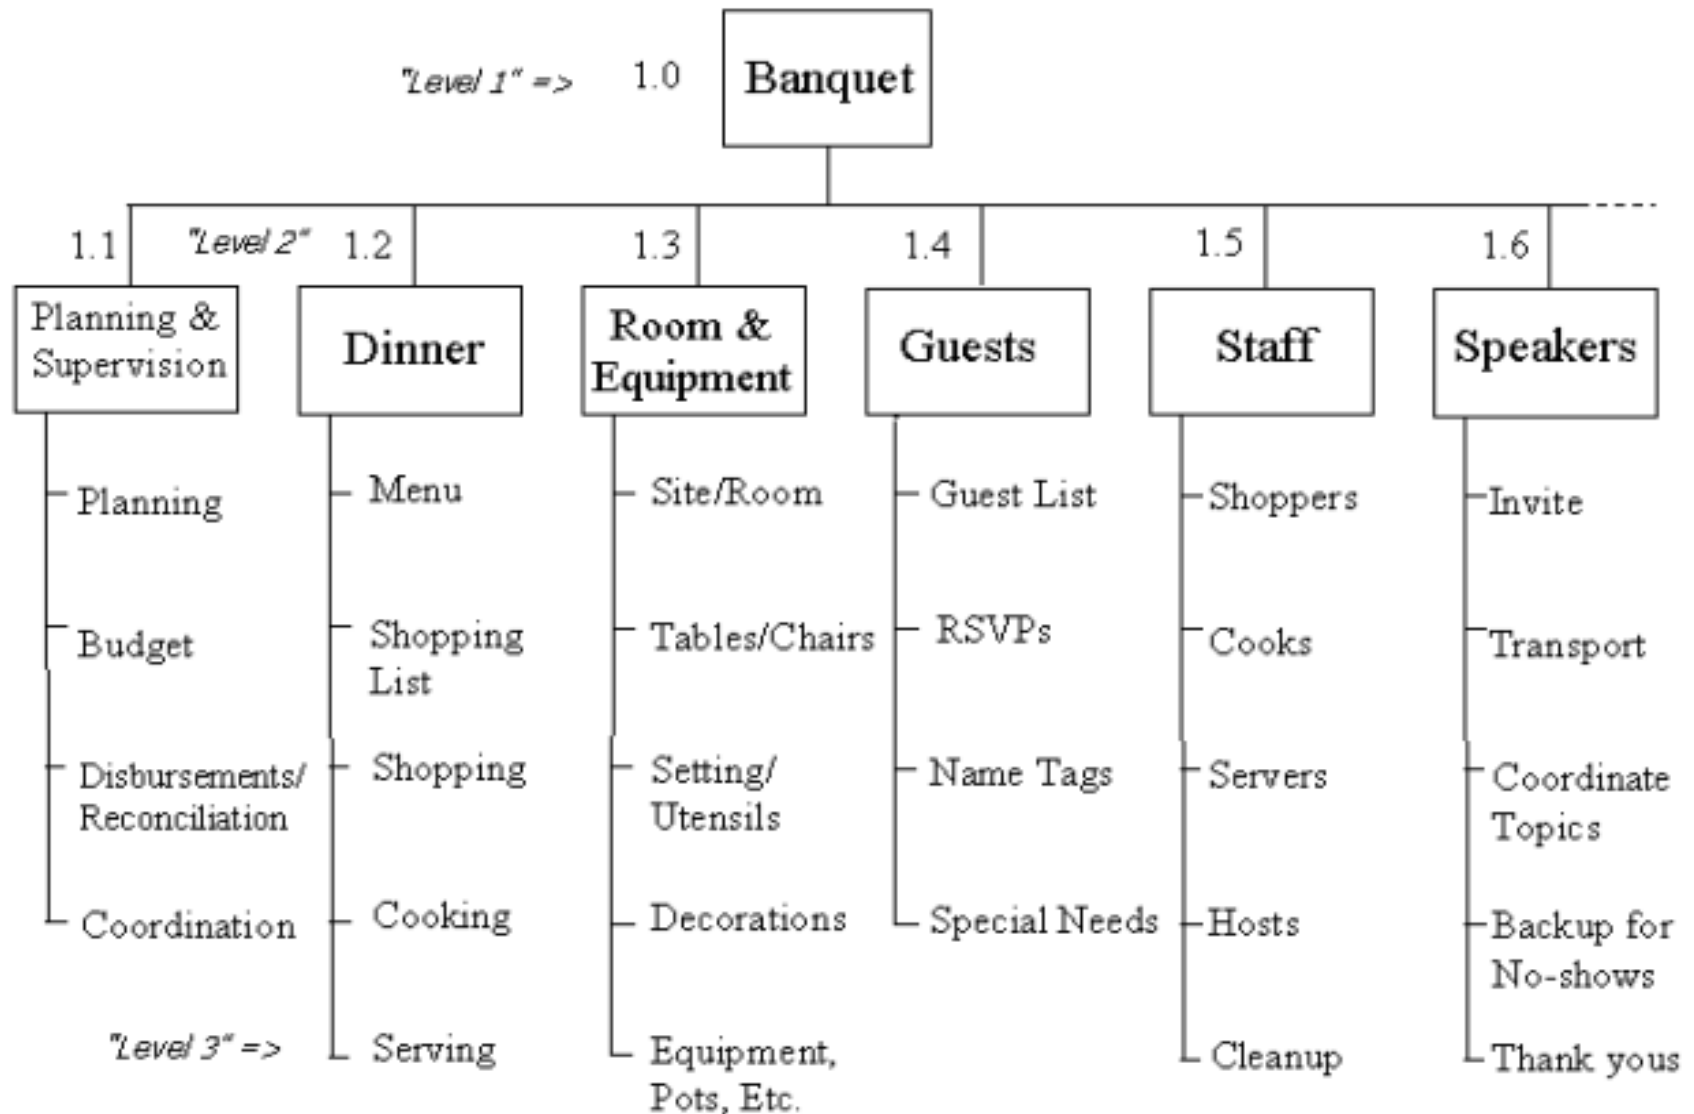 "Level 1" =>
1.0
Banquet
1.1
"Level 2"
1.2
1.3
1.4
1.5
1.6
Planning &
Supervision
Dinner
Room &
Equipment
Guests
Staff
Speakers
Planning
Budget
Disbursements/
Reconciliation
Coordination
Menu
Shopping
List
Shopping
Cooking
Serving
Site/Room
Tables/Chairs
Setting/
Utensils
Decorations
Equipment,
Pots, Etc.
Guest List
RSVPs
Name Tags
Special Needs
Shoppers
Cooks
Servers
Hosts
Cleanup
Invite
Transport
Coordinate
Topics
Backup for
No-shows
Thank yous
"Level 3" =>